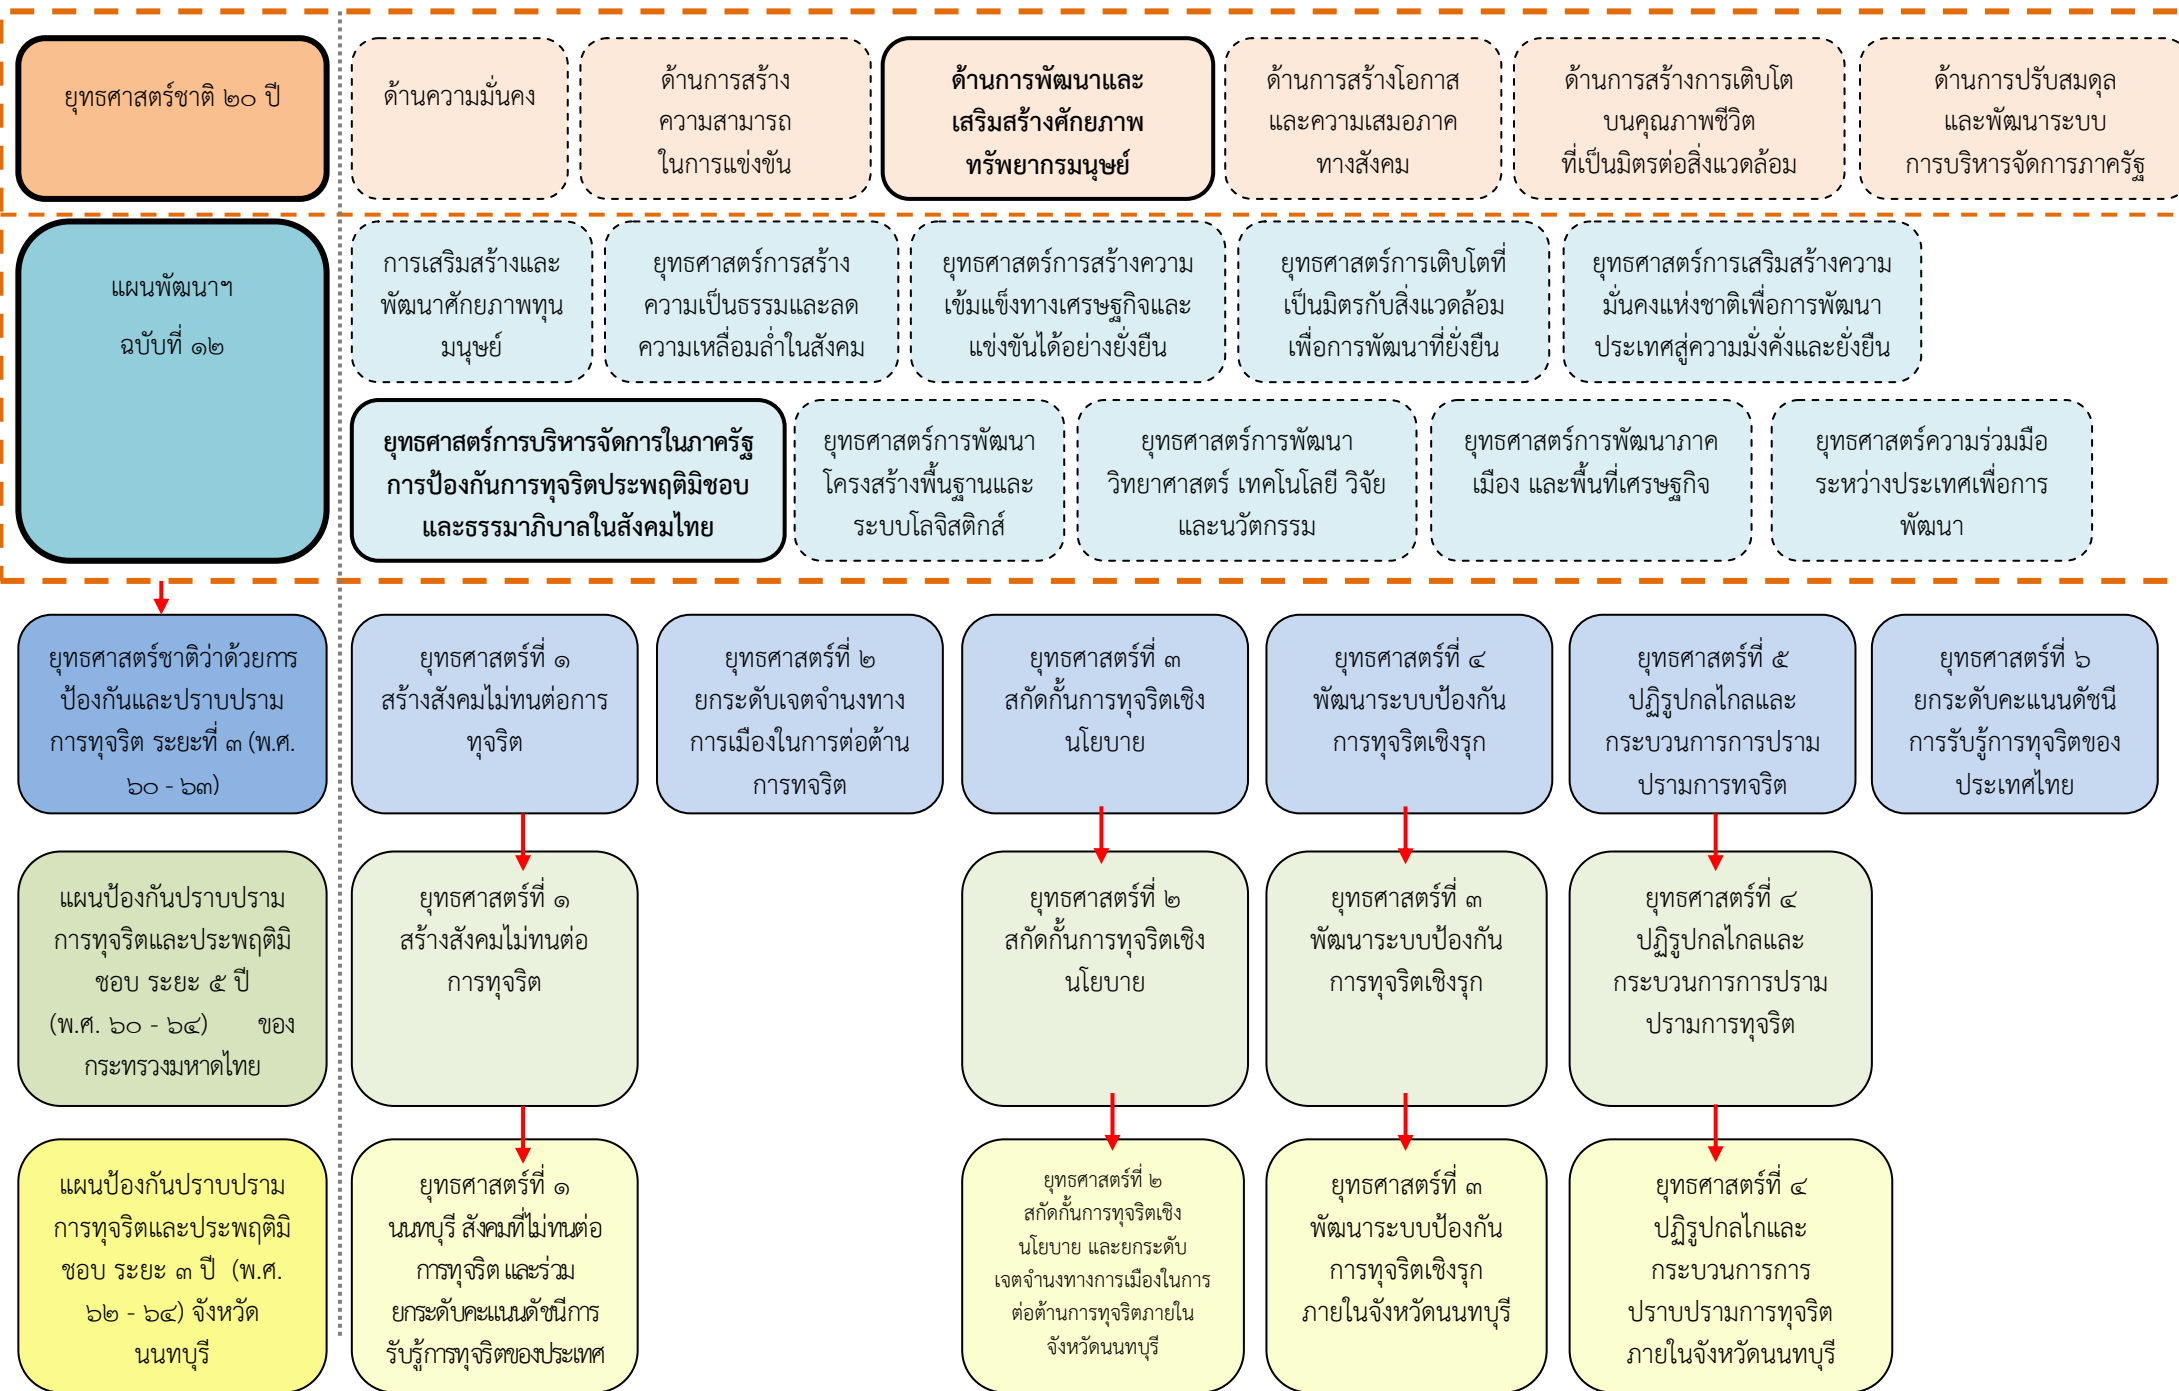 ยุทธศาสตร์ชาติ ๒๐ ปี
ด้านความมั่นคง
ด้านการสร้าง
ความสามารถ
ในการแข่งขัน
ด้านการพัฒนาและ
เสริมสร้างศักยภาพ
ทรัพยากรมนุษย์
ด้านการสร้างโอกาส
และความเสมอภาค
ทางสังคม
ด้านการสร้างการเติบโต
บนคุณภาพชีวิต
ที่เป็นมิตรต่อสิ่งแวดล้อม
ด้านการปรับสมดุล
และพัฒนาระบบ
การบริหารจัดการภาครัฐ
แผนพัฒนาฯ
ฉบับที่ ๑๒
การเสริมสร้างและ
พัฒนาศักยภาพทุน
มนุษย์
ยุทธศาสตร์การสร้าง
ความเป็นธรรมและลด
ความเหลื่อมล่ำในสังคม
ยุทธศาสตร์การสร้างความ
เข้มแข็งทางเศรษฐกิจและ
แข่งขันได้อย่างยั่งยืน
ยุทธศาสตร์การเติบโตที่
เป็นมิตรกับสิ่งแวดล้อม
เพื่อการพัฒนาที่ยั่งยืน
ยุทธศาสตร์การเสริมสร้างความ
มั่นคงแห่งชาติเพื่อการพัฒนา
ประเทศสู่ความมั่งคั่งและยั่งยืน
ยุทธศาสตร์การบริหารจัดการในภาครัฐ
การป้องกันการทุจริตประพฤติมิชอบ
และธรรมาภิบาลในสังคมไทย
ยุทธศาสตร์การพัฒนา
โครงสร้างพื้นฐานและ
ระบบโลจิสติกส์
ยุทธศาสตร์การพัฒนา
วิทยาศาสตร์ เทคโนโลยี วิจัย
และนวัตกรรม
ยุทธศาสตร์การพัฒนาภาค
เมือง และพื้นที่เศรษฐกิจ
ยุทธศาสตร์ความร่วมมือ
ระหว่างประเทศเพื่อการ
พัฒนา
ยุทธศาสตร์ชาติว่าด้วยการ
ป้องกันและปราบปราม
การทุจริต ระยะที่ ๓ (พ.ศ.
๖๐ - ๖๓)
ยุทธศาสตร์ที่ ๑
สร้างสังคมไม่ทนต่อการ
ทุจริต
ยุทธศาสตร์ที่ ๒
ยกระดับเจตจำนงทาง
การเมืองในการต่อต้าน
การทจริต
ยุทธศาสตร์ที่ ๓
สกัดกั้นการทุจริตเชิง
นโยบาย
ยุทธศาสตร์ที่ ๔
พัฒนาระบบป้องกัน
การทุจริตเชิงรุก
ยุทธศาสตร์ที่ ๕
ปฏิรูปกลไกลและ
กระบวนการการปราม
ปรามการทจริต
ยุทธศาสตร์ที่ ๖
ยกระดับคะแนนดัชนี
การรับรู้การทุจริตของ
ประเทศไทย
แผนป้องกันปราบปราม
การทุจริตและประพฤติมิ
ชอบ ระยะ ๕ ปี
(พ.ศ. ๖๐ - ๖๔) ของ
กระทรวงมหาดไทย
ยุทธศาสตร์ที่ ๑
สร้างสังคมไม่ทนต่อ
การทุจริต
ยุทธศาสตร์ที่ ๒
สกัดกั้นการทุจริตเชิง
นโยบาย
ยุทธศาสตร์ที่ ๓
พัฒนาระบบป้องกัน
การทุจริตเชิงรุก
ยุทธศาสตร์ที่ ๔
ปฏิรูปกลไกลและ
กระบวนการการปราม
ปรามการทุจริต
แผนป้องกันปราบปราม
การทุจริตและประพฤติมิ
ชอบ ระยะ ๓ ปี (พ.ศ.
๖๒ - ๖๔) จังหวัด
นนทบุรี
ยุทธศาสตร์ที่ ๑
นนทบุรี สังคมที่ไม่ทนต่อ
การทุจริต และร่วม
ยกระดับคะแนนดัชนีการ
รับรู้การทุจริตของประเทศ
ยุทธศาสตร์ที่ ๒
สกัดกั้นการทุจริตเชิง
นโยบาย และยกระดับ
เจตจำนงทางการเมืองในการ
ต่อต้านการทุจริตภายใน
จังหวัดนนทบุรี
ยุทธศาสตร์ที่ ๓
พัฒนาระบบป้องกัน
การทุจริตเชิงรุก
ภายในจังหวัดนนทบุรี
ยุทธศาสตร์ที่ ๔
ปฏิรูปกลไกและ
กระบวนการการ
ปราบปรามการทุจริต
ภายในจังหวัดนนทบุรี